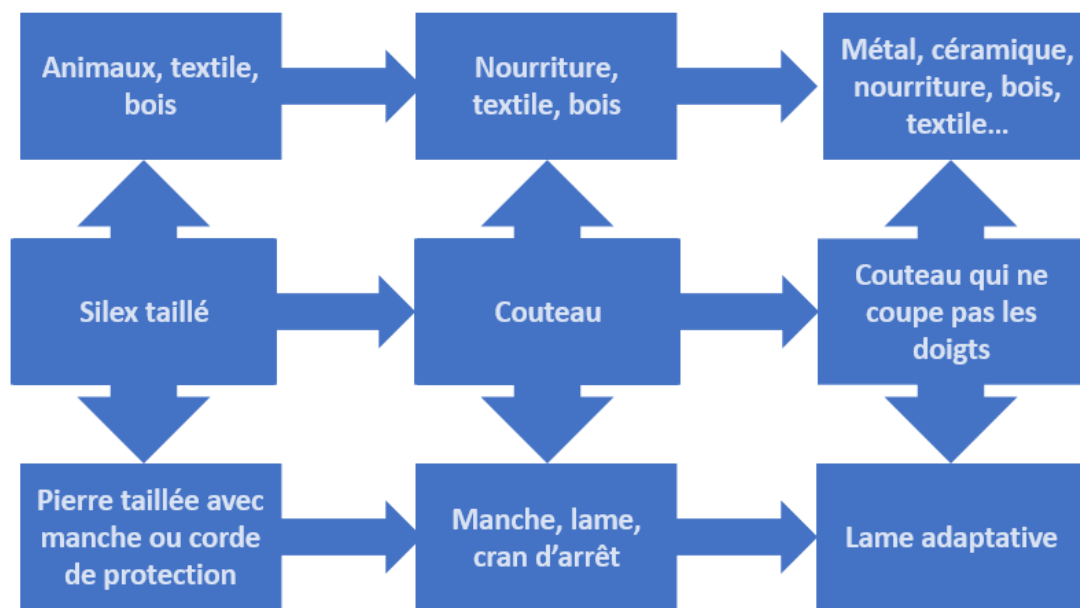 Animaux, textile,
bois
Nourriture,
textile, bois
Métal, céramique,
nourriture, bois,
textile…
Silex taillé
Couteau
Couteau qui ne
coupe pas les
doigts
Pierre taillée avec
manche ou corde
de protection
Manche, lame,
cran d’arrêt
Lame adaptative